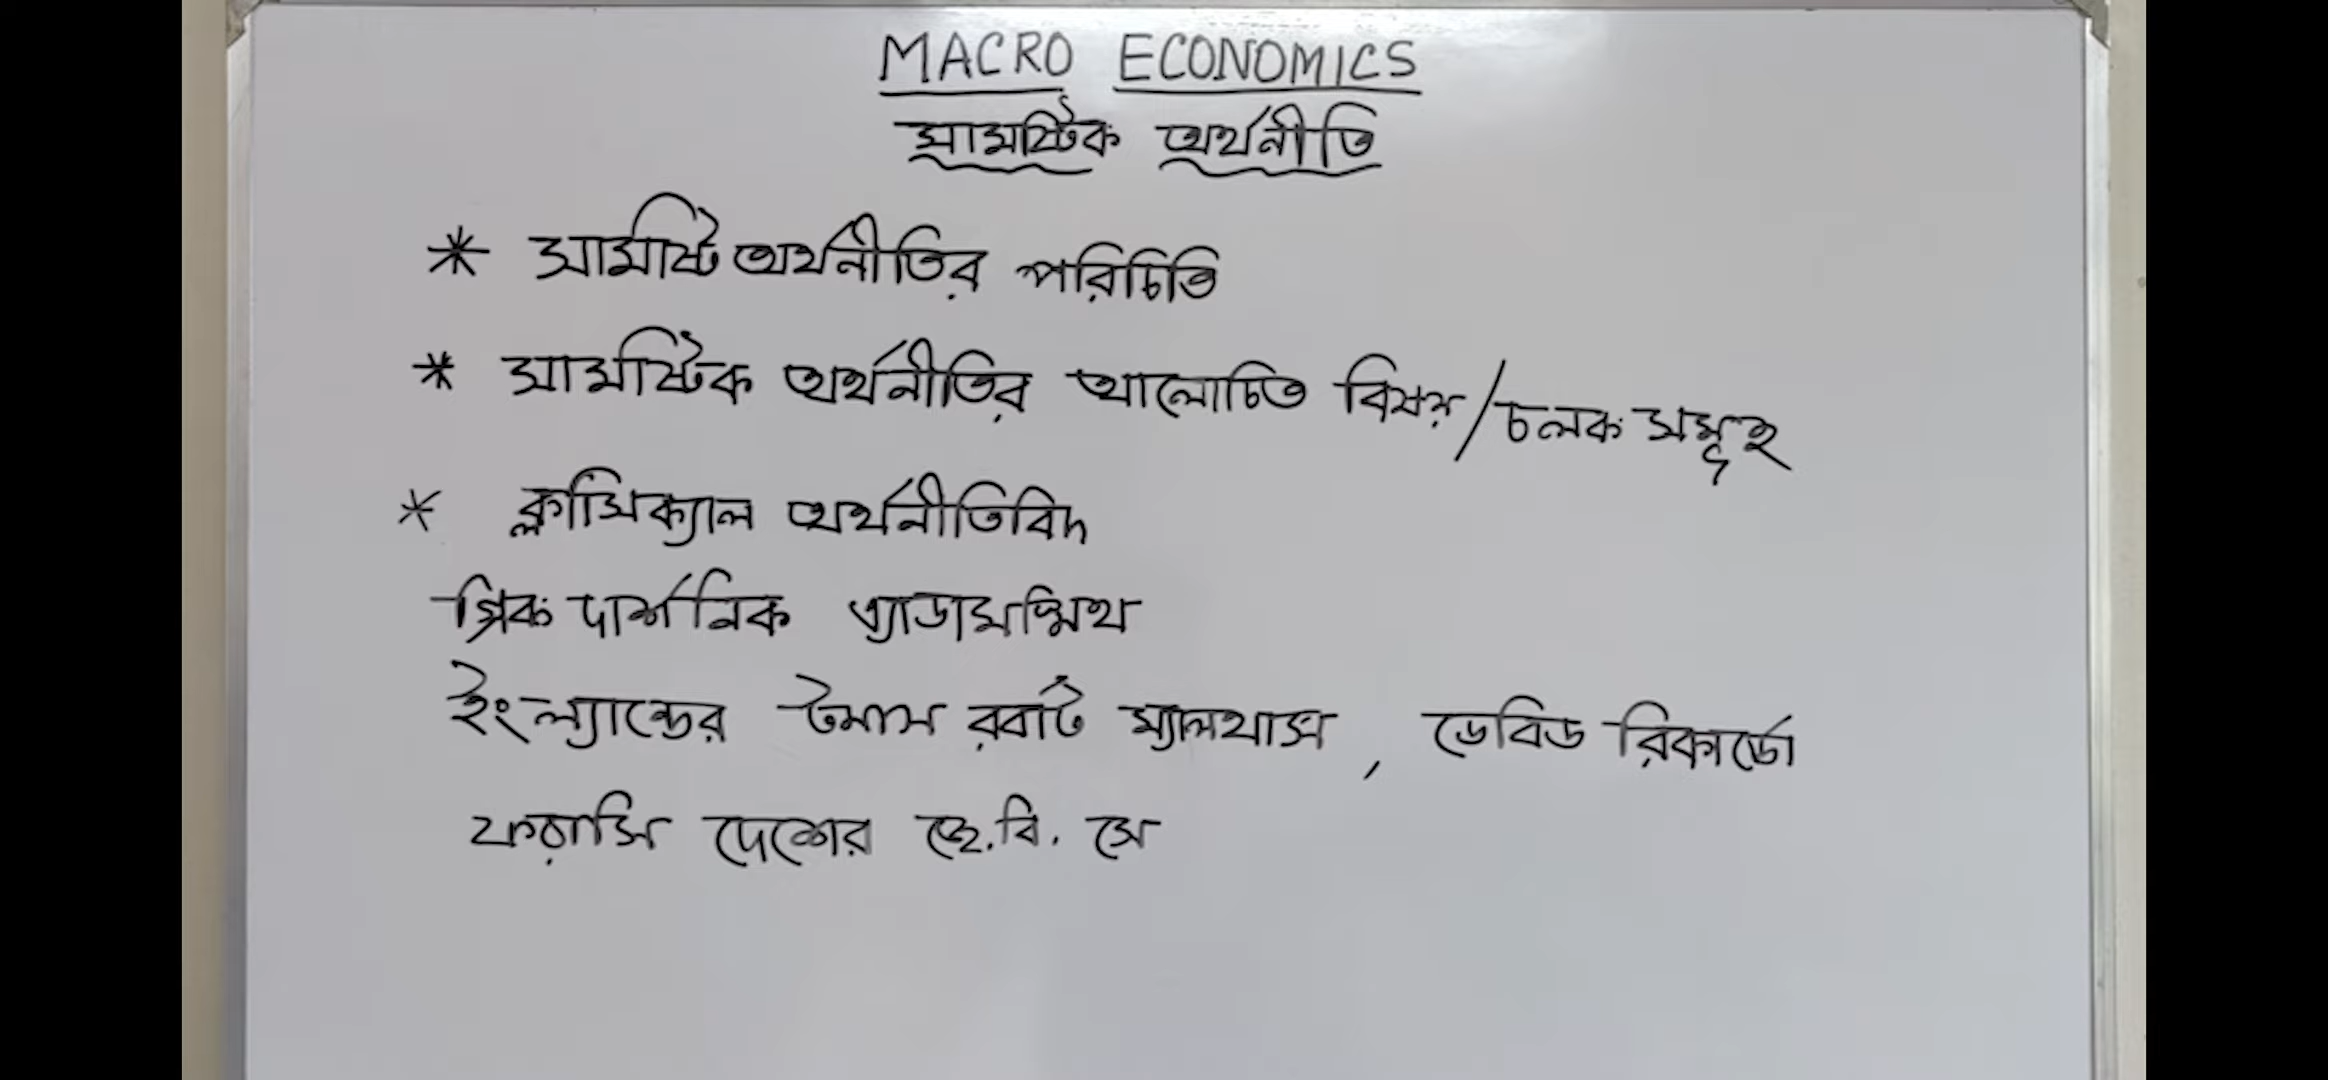 MACRO ECONOMICS
সামষ্টিক অর্থনীতি
* সামষ্টি অর্থনীতির পরিচিতি
* সামষ্টিক অর্থনীতির আলোচিত বিষয়/চলক সমূহ
* ক্লাসিক্যাল অর্থনীতিবিদ
গ্রিক দার্শনিক এ্যাডামস্মিথ
ইংল্যান্ডের টমাস রবার্ট ম্যালথাস, ডেবিড রিকার্ডো
ফরাসি দেশের জে.বি. সে